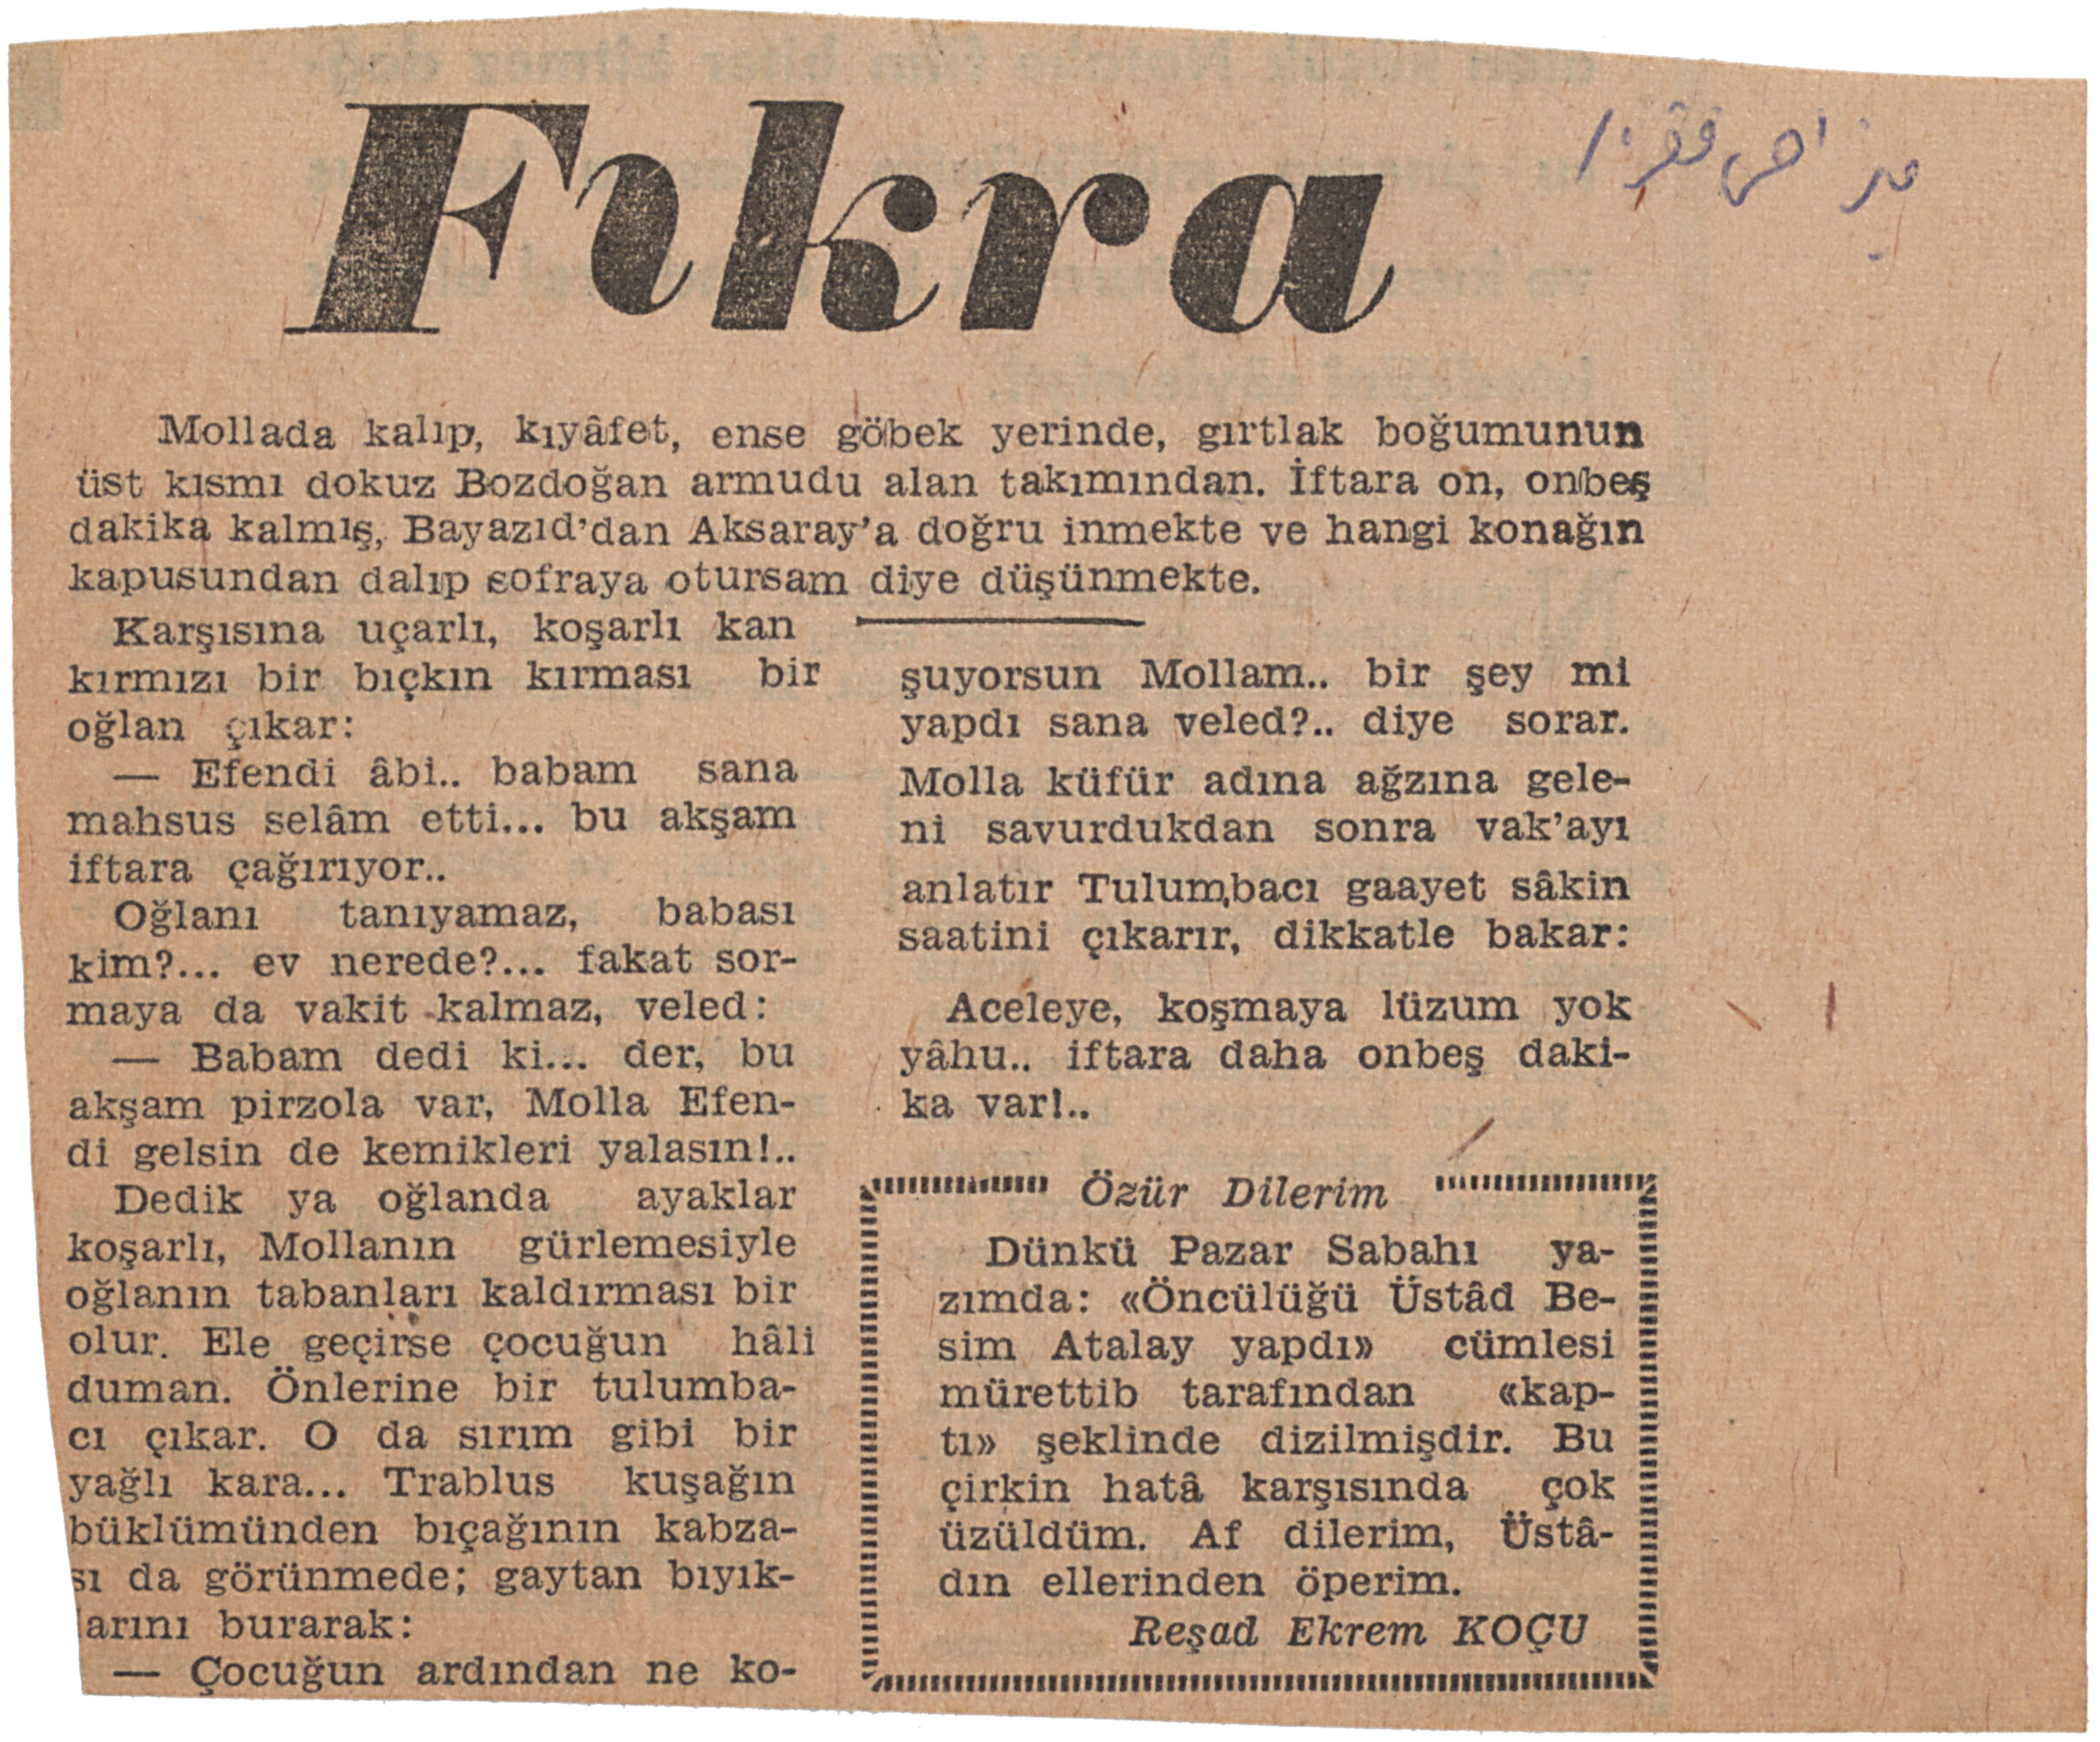 Fıkra
Mollada kalıp, kıyâfet, ense göbek yerinde, gırtlak boğumunun
üst kısmı dokuz Bozdoğan armudu alan takımından. İftara on, onbeş
dakika kalmış, Bayazıd'dan Aksaray'a doğru inmekte ve hangi konağın
kapusundan dalıp sofraya otursam diye düşünmekte.
Karşısına uçarlı, koşarlı kan
kırmızı bir bıçkın kırması bir
oğlan çıkar:
— Efendi âbi.. babam sana
mahsus selâm etti... bu akşam
iftara çağırıyor..
Oğlanı tanıyamaz, babası
kim?... ev nerede?... fakat sor-
maya da vakit kalmaz, veled:
— Babam dedi ki... der, bu
akşam pirzola var, Molla Efen-
di gelsin de kemikleri yalasın!..
Dedik ya oğlanda ayaklar
koşarlı, Mollanın gürlemesiyle
oğlanın tabanları kaldırması bir
olur. Ele geçirse çocuğun hâli
duman. Önlerine bir tulumba-
cı çıkar. O da sırım gibi bir
yağlı kara... Trablus kuşağın
büklümünden bıçağının kabza-
sı da görünmede; gaytan bıyık-
larını burarak:
— Çocuğun ardından ne ko-
şuyorsun Mollam.. bir şey mi
yapdı sana veled?.. diye sorar.
Molla küfür adına ağzına gele-
ni savurdukdan sonra vak'ayı
anlatır Tulumbacı gaayet sâkin
saatini çıkarır, dikkatle bakar:
Aceleye, koşmaya lüzum yok
yâhu.. iftara daha onbeş daki-
ka var!..
Özür Dilerim
Dünkü Pazar Sabahı ya-
zımda: «Öncülüğü Üstâd Be-
sim Atalay yapdı» cümlesi
mürettib tarafından «kap-
tı» şeklinde dizilmişdir. Bu
çirkin hatâ karşısında çok
üzüldüm. Af dilerim, Üstâ-
dın ellerinden öperim.
Reşad Ekrem KOÇU